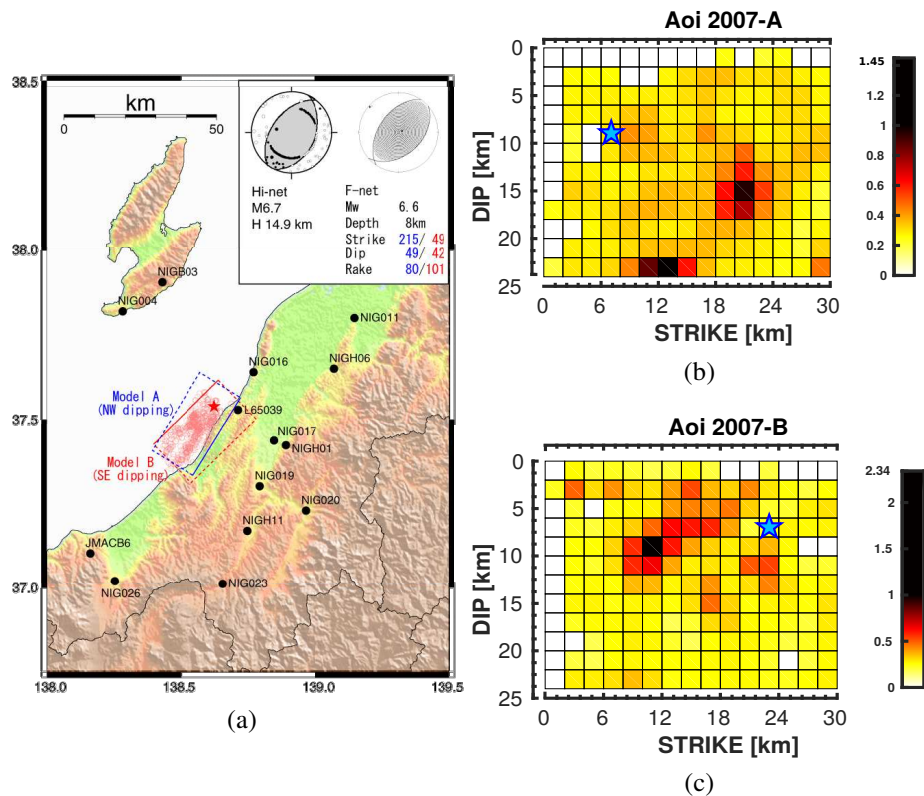 38.5
38.0
37.5
37.0
138.0
138.5
139.0
139.5
km
0
50
Hi-net
M6.7
H 14.9 km
F-net
Mw 6.6
Depth 8km
Strike 215/ 49
Dip 49/ 42
Rake 80/101
NIGB03
NIG004
NIG011
NIG016
NIGH06
Model A
(NW dipping)
L65039
Model B
(SE dipping)
NIG017
NIGH01
NIG019
NIG020
NIGH11
JMACB6
NIG026
NIG023
(a)
Aoi 2007-A
DIP [km]
0
5
10
15
20
25
0
6
12
18
24
30
STRIKE [km]
1.45
1.2
1
0.8
0.6
0.4
0.2
0
(b)
Aoi 2007-B
DIP [km]
0
5
10
15
20
25
0
6
12
18
24
30
STRIKE [km]
2.34
2
1.5
1
0.5
0
(c)